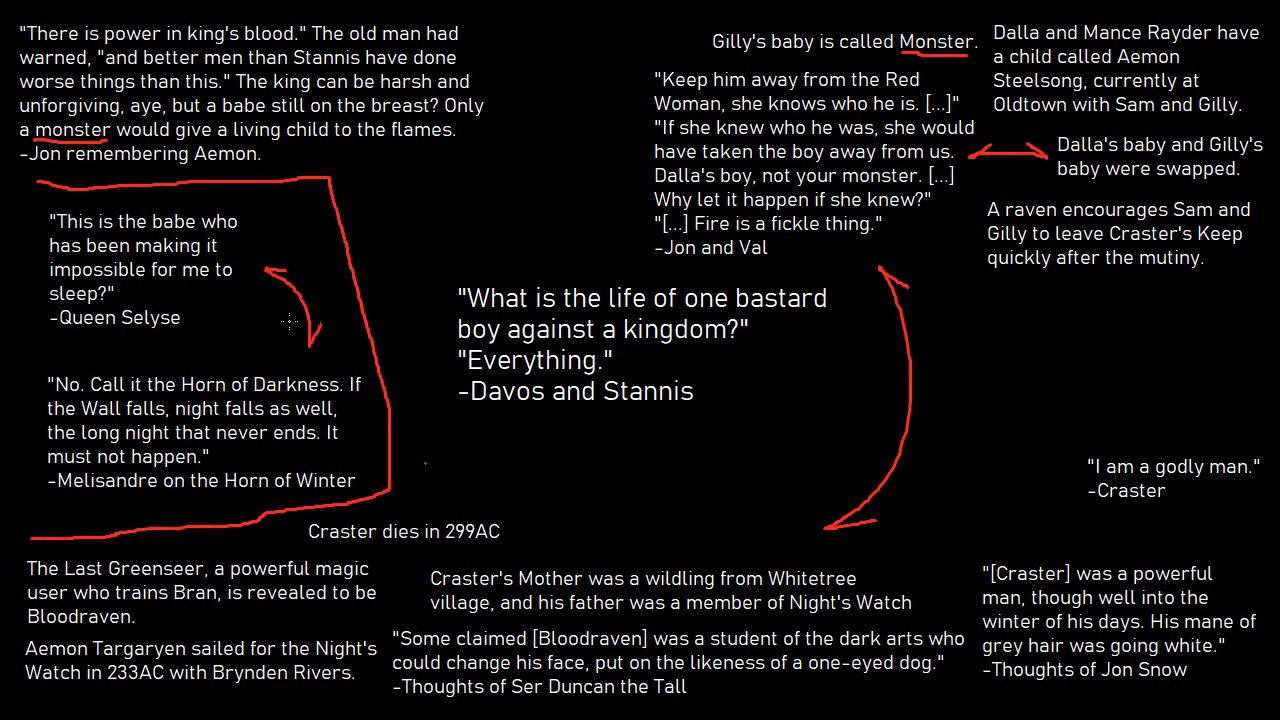 "There is power in king's blood." The old man had
warned, "and better men than Stannis have done
worse things than this." The king can be harsh and
unforgiving, aye, but a babe still on the breast? Only
a monster would give a living child to the flames.
-Jon remembering Aemon.
"This is the babe who
has been making it
impossible for me to
sleep?"
-Queen Selyse
"No. Call it the Horn of Darkness. If
the Wall falls, night falls as well,
the long night that never ends. It
must not happen."
-Melisandre on the Horn of Winter
Gilly's baby is called Monster.
"Keep him away from the Red
Woman, she knows who he is. [...]"
"If she knew who he was, she would
have taken the boy away from us.
Dalla's boy, not your monster. [...]
Why let it happen if she knew?"
"[...] Fire is a fickle thing."
-Jon and Val
Dalla and Mance Rayder have
a child called Aemon
Steelsong, currently at
Oldtown with Sam and Gilly.
Dalla's baby and Gilly's
baby were swapped.
A raven encourages Sam and
Gilly to leave Craster's Keep
quickly after the mutiny.
"What is the life of one bastard
boy against a kingdom?"
"Everything."
-Davos and Stannis
"I am a godly man."
-Craster
Craster dies in 299AC
The Last Greenseer, a powerful magic
user who trains Bran, is revealed to be
Bloodraven.
Aemon Targaryen sailed for the Night's
Watch in 233AC with Brynden Rivers.
Craster's Mother was a wildling from Whitetree
village, and his father was a member of Night's Watch
"Some claimed [Bloodraven] was a student of the dark arts who
could change his face, put on the likeness of a one-eyed dog."
-Thoughts of Ser Duncan the Tall
"[Craster] was a powerful
man, though well into the
winter of his days. His mane of
grey hair was going white."
-Thoughts of Jon Snow